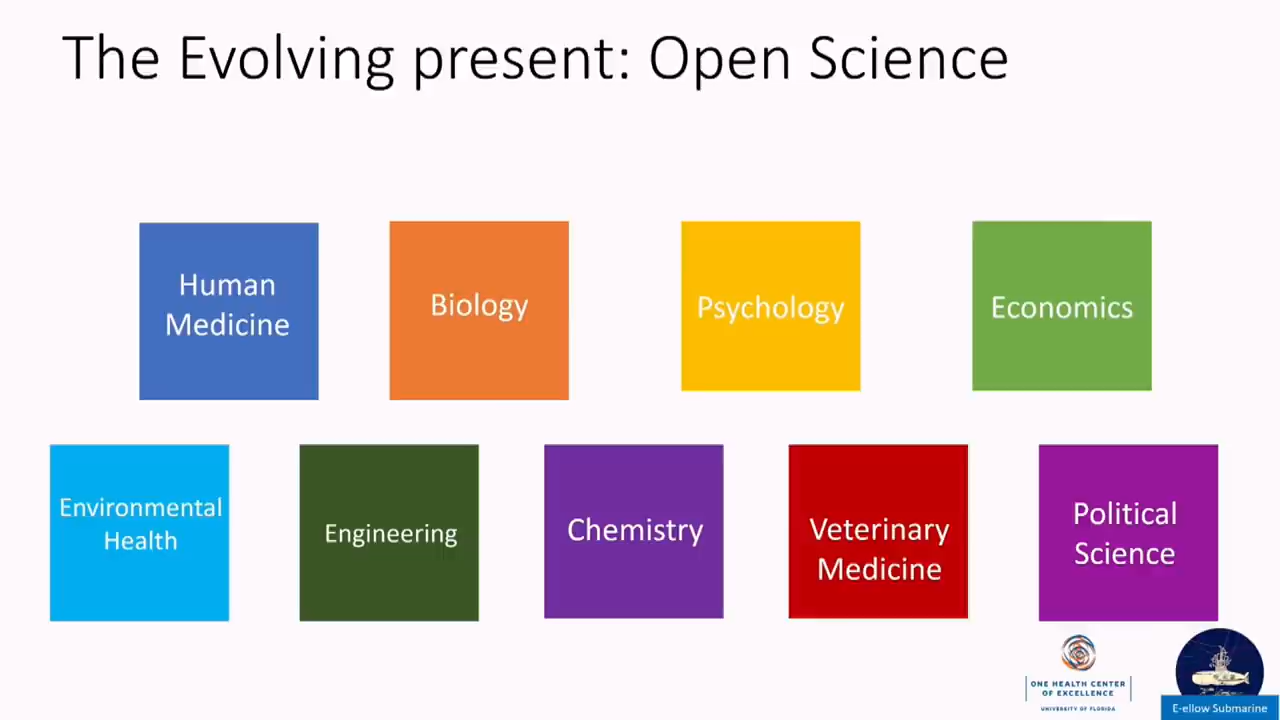 The Evolving present: Open Science
Human
Medicine
Biology
Psychology
Economics
Environmental
Health
Engineering
Chemistry
Veterinary
Medicine
Political
Science
ONE HEALTH CENTER
OF EXCELLENCE
UNIVERSITY OF FLORIDA
E-ellow Submarine